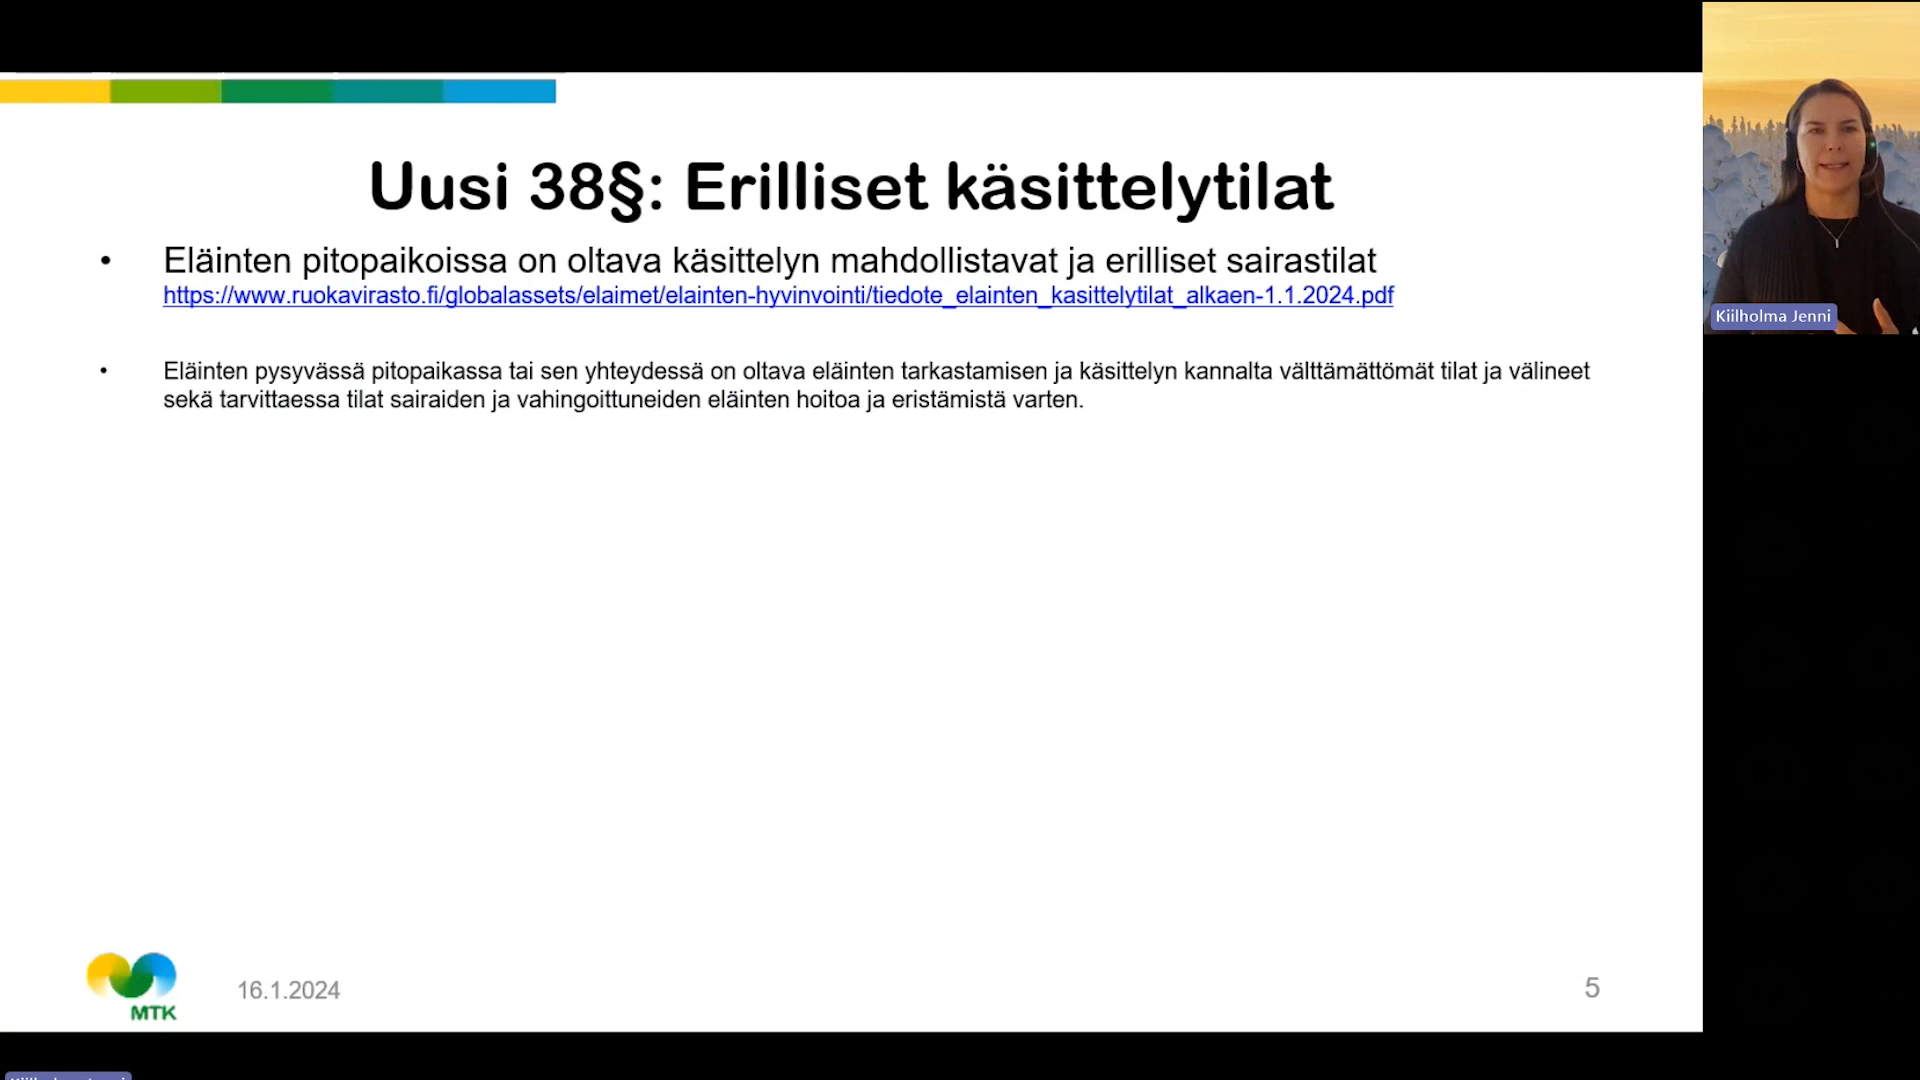 Uusi 38§: Erilliset käsittelytilat
• Eläinten pitopaikoissa on oltava käsittelyn mahdollistavat ja erilliset sairastilat
https://www.ruokavirasto.fi/globalassets/elaimet/elainten-hyvinvointi/tiedote_elainten_kasittelytilat_alkaen-1.1.2024.pdf
• Eläinten pysyvässä pitopaikassa tai sen yhteydessä on oltava eläinten tarkastamisen ja käsittelyn kannalta välttämättömät tilat ja välineet
sekä tarvittaessa tilat sairaiden ja vahingoittuneiden eläinten hoitoa ja eristämistä varten.
Kiilholma Jenni
MTK
16.1.2024
5